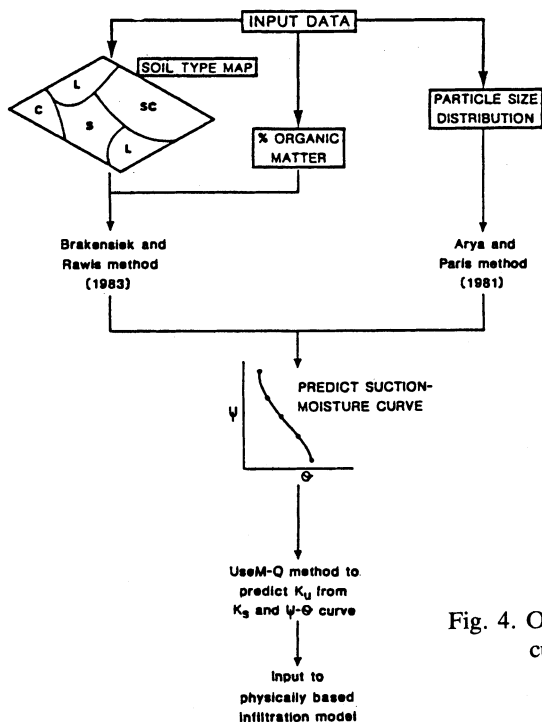 INPUT DATA
SOIL TYPE MAP
L
C
S
SC
L
% ORGANIC
MATTER
PARTICLE SIZE
DISTRIBUTION
Brakensiek and
Rawls method
(1983)
Arya and
Paris method
(1981)
PREDICT SUCTION-
MOISTURE CURVE
ψ
Θ
UseM-Q method to
predict Ku from
Ks and ψ-Θ curve
Input to
physically based
infiltration model
Fig. 4. O
cu